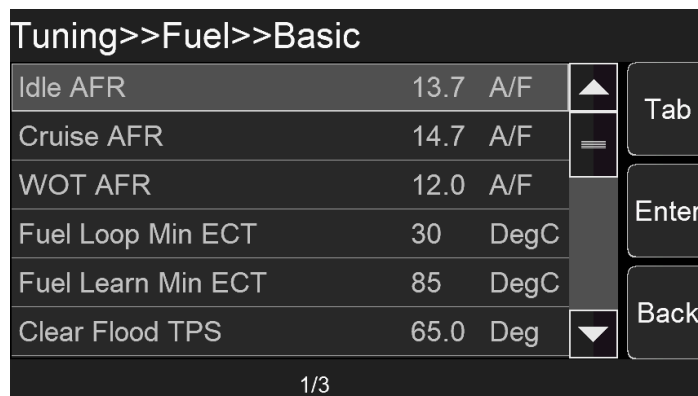 Tuning>>Fuel>>Basic
Idle AFR 13.7 A/F
Cruise AFR 14.7 A/F
WOT AFR 12.0 A/F
Fuel Loop Min ECT 30 DegC
Fuel Learn Min ECT 85 DegC
Clear Flood TPS 65.0 Deg
1/3
Tab
Enter
Back